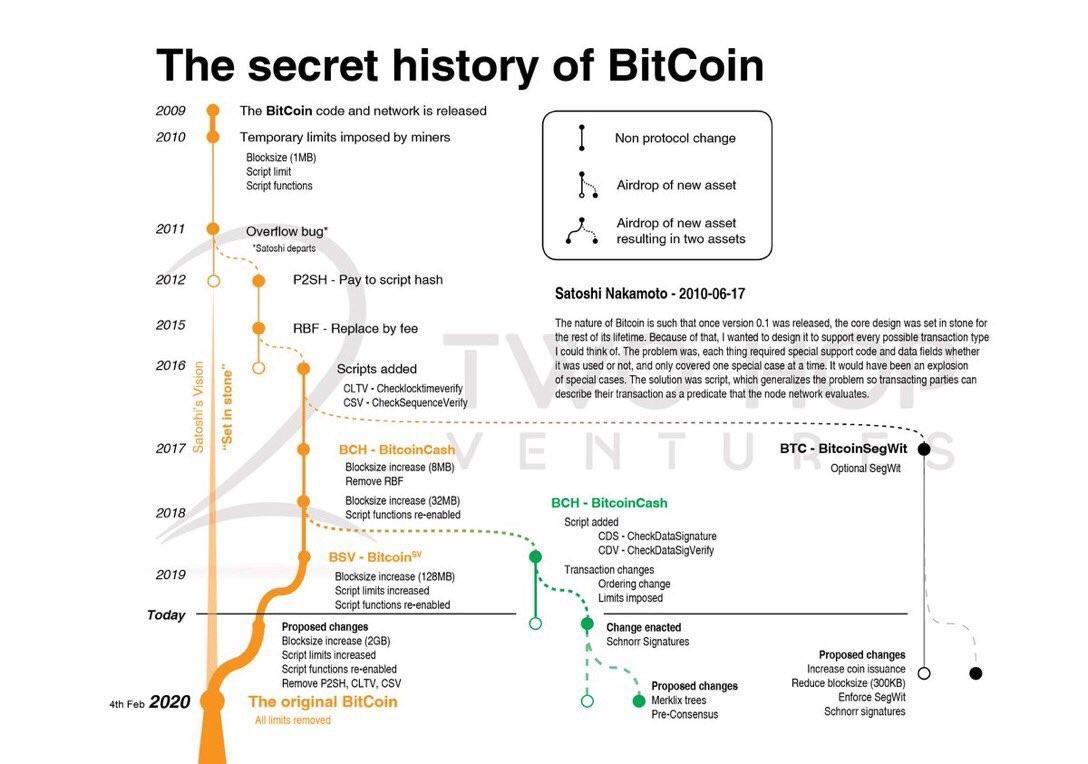 The secret history of BitCoin
2009 The BitCoin code and network is released
2010 Temporary limits imposed by miners
Blocksize (1MB)
Script limit
Script functions
Non protocol change
Airdrop of new asset
Airdrop of new asset
resulting in two assets
2011 Overflow bug*
*Satoshi departs
2012 P2SH - Pay to script hash
Satoshi Nakamoto - 2010-06-17
The nature of Bitcoin is such that once version 0.1 was released, the core design was set in stone for
the rest of its lifetime. Because of that, I wanted to design it to support every possible transaction type
I could think of. The problem was, each thing required special support code and data fields whether
it was used or not, and only covered one special case at a time. It would have been an explosion
of special cases. The solution was script, which generalizes the problem so transacting parties can
describe their transaction as a predicate that the node network evaluates.
2015 RBF - Replace by fee
2016 Scripts added
CLTV - Checklocktimeverify
CSV - CheckSequenceVerify
Satoshi's Vision
"Set in stone"
TWO HOP
VENTURES
2017 BCH - BitcoinCash
Blocksize increase (8MB)
Remove RBF
BTC - BitcoinSegWit
Optional SegWit
2018 Blocksize increase (32MB)
Script functions re-enabled
BCH - BitcoinCash
Script added
CDS - CheckDataSignature
CDV - CheckDataSigVerify
Transaction changes
Ordering change
Limits imposed
BSV - BitcoinSV
2019 Blocksize increase (128MB)
Script limits increased
Script functions re-enabled
Today
Proposed changes
Blocksize increase (2GB)
Script limits increased
Script functions re-enabled
Remove P2SH, CLTV, CSV
Change enacted
Schnorr Signatures
Proposed changes
Merklix trees
Pre-Consensus
Proposed changes
Increase coin issuance
Reduce blocksize (300KB)
Enforce SegWit
Schnorr signatures
4th Feb 2020 The original BitCoin
All limits removed